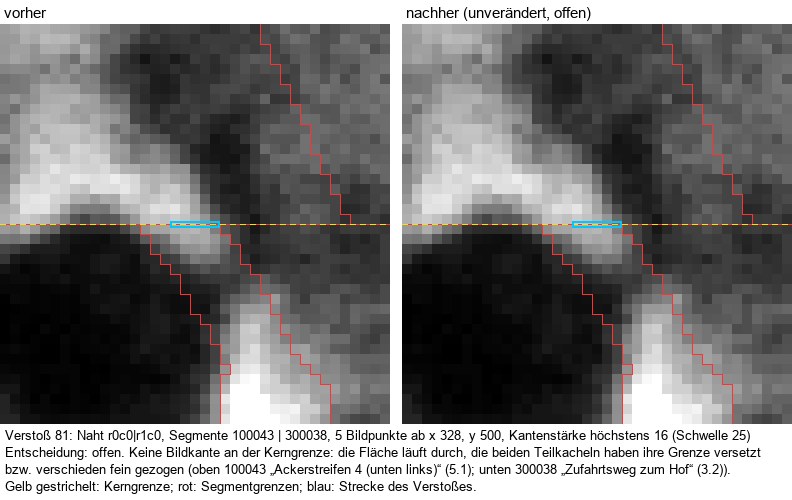 vorher
nachher (unverändert, offen)
Verstoß 81: Naht r0c0|r1c0, Segmente 100043 | 300038, 5 Bildpunkte ab x 328, y 500, Kantenstärke höchstens 16 (Schwelle 25)
Entscheidung: offen. Keine Bildkante an der Kerngrenze: die Fläche läuft durch, die beiden Teilkacheln haben ihre Grenze versetzt
bzw. verschieden fein gezogen (oben 100043 „Ackerstreifen 4 (unten links)“ (5.1); unten 300038 „Zufahrtsweg zum Hof“ (3.2)).
Gelb gestrichelt: Kerngrenze; rot: Segmentgrenzen; blau: Strecke des Verstoßes.